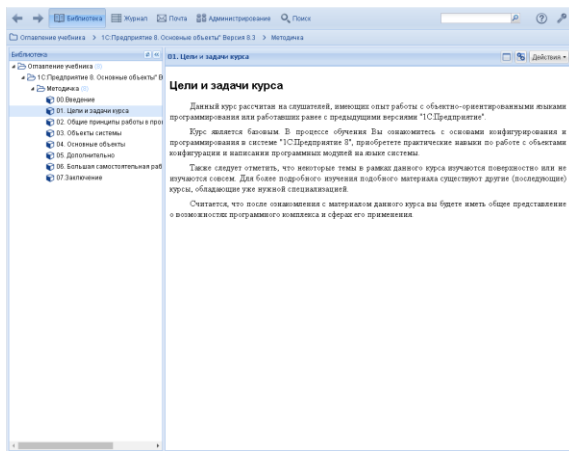 Библиотека Журнал Почта Администрирование Поиск
Оглавление учебника > 1С:Предприятие 8. Основные объекты" Версия 8.3 > Методичка
Библиотека
Оглавление учебника
1С:Предприятие 8. Основные объекты" В
Методичка
00.Введение
01. Цели и задачи курса
02. Общие принципы работы в прог
03. Объекты системы
04. Основные объекты
05. Дополнительно
06. Большая самостоятельная раб
07.Заключение
01. Цели и задачи курса
Действия
Цели и задачи курса
Данный курс рассчитан на слушателей, имеющих опыт работы с объектно-ориентированными языками
программирования или работавших ранее с предыдущими версиями "1С:Предприятие".
Курс является базовым. В процессе обучения Вы ознакомитесь с основами конфигурирования и
программирования в системе "1С:Предприятие 8", приобретете практические навыки по работе с объектами
конфигурации и написании программных модулей на языке системы.
Также следует отметить, что некоторые темы в рамках данного курса изучаются поверхностно или не
изучаются совсем. Для более подробного изучения подобного материала существуют другие (последующие)
курсы, обладающие уже нужной специализацией.
Считается, что после ознакомления с материалом данного курса вы будете иметь общее представление
о возможностях программного комплекса и сферах его применения.